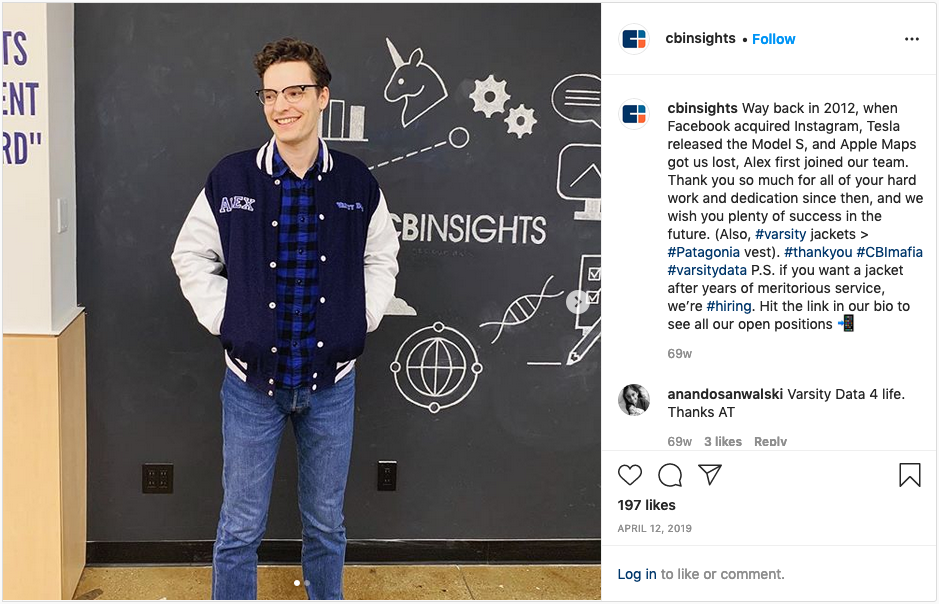 TS
ENT
RD"
ALEX
CBINSIGHTS
cbinsights • Follow
cbinsights Way back in 2012, when
Facebook acquired Instagram, Tesla
released the Model S, and Apple Maps
got us lost, Alex first joined our team.
Thank you so much for all of your hard
work and dedication since then, and we
wish you plenty of success in the
future. (Also, #varsity jackets >
#Patagonia vest). #thankyou #CBImafia
#varsitydata P.S. if you want a jacket
after years of meritorious service,
we're #hiring. Hit the link in our bio to
see all our open positions 📲
69w
anandosanwalski Varsity Data 4 life.
Thanks AT
69w 3 likes Reply
197 likes
APRIL 12, 2019
Log in to like or comment.